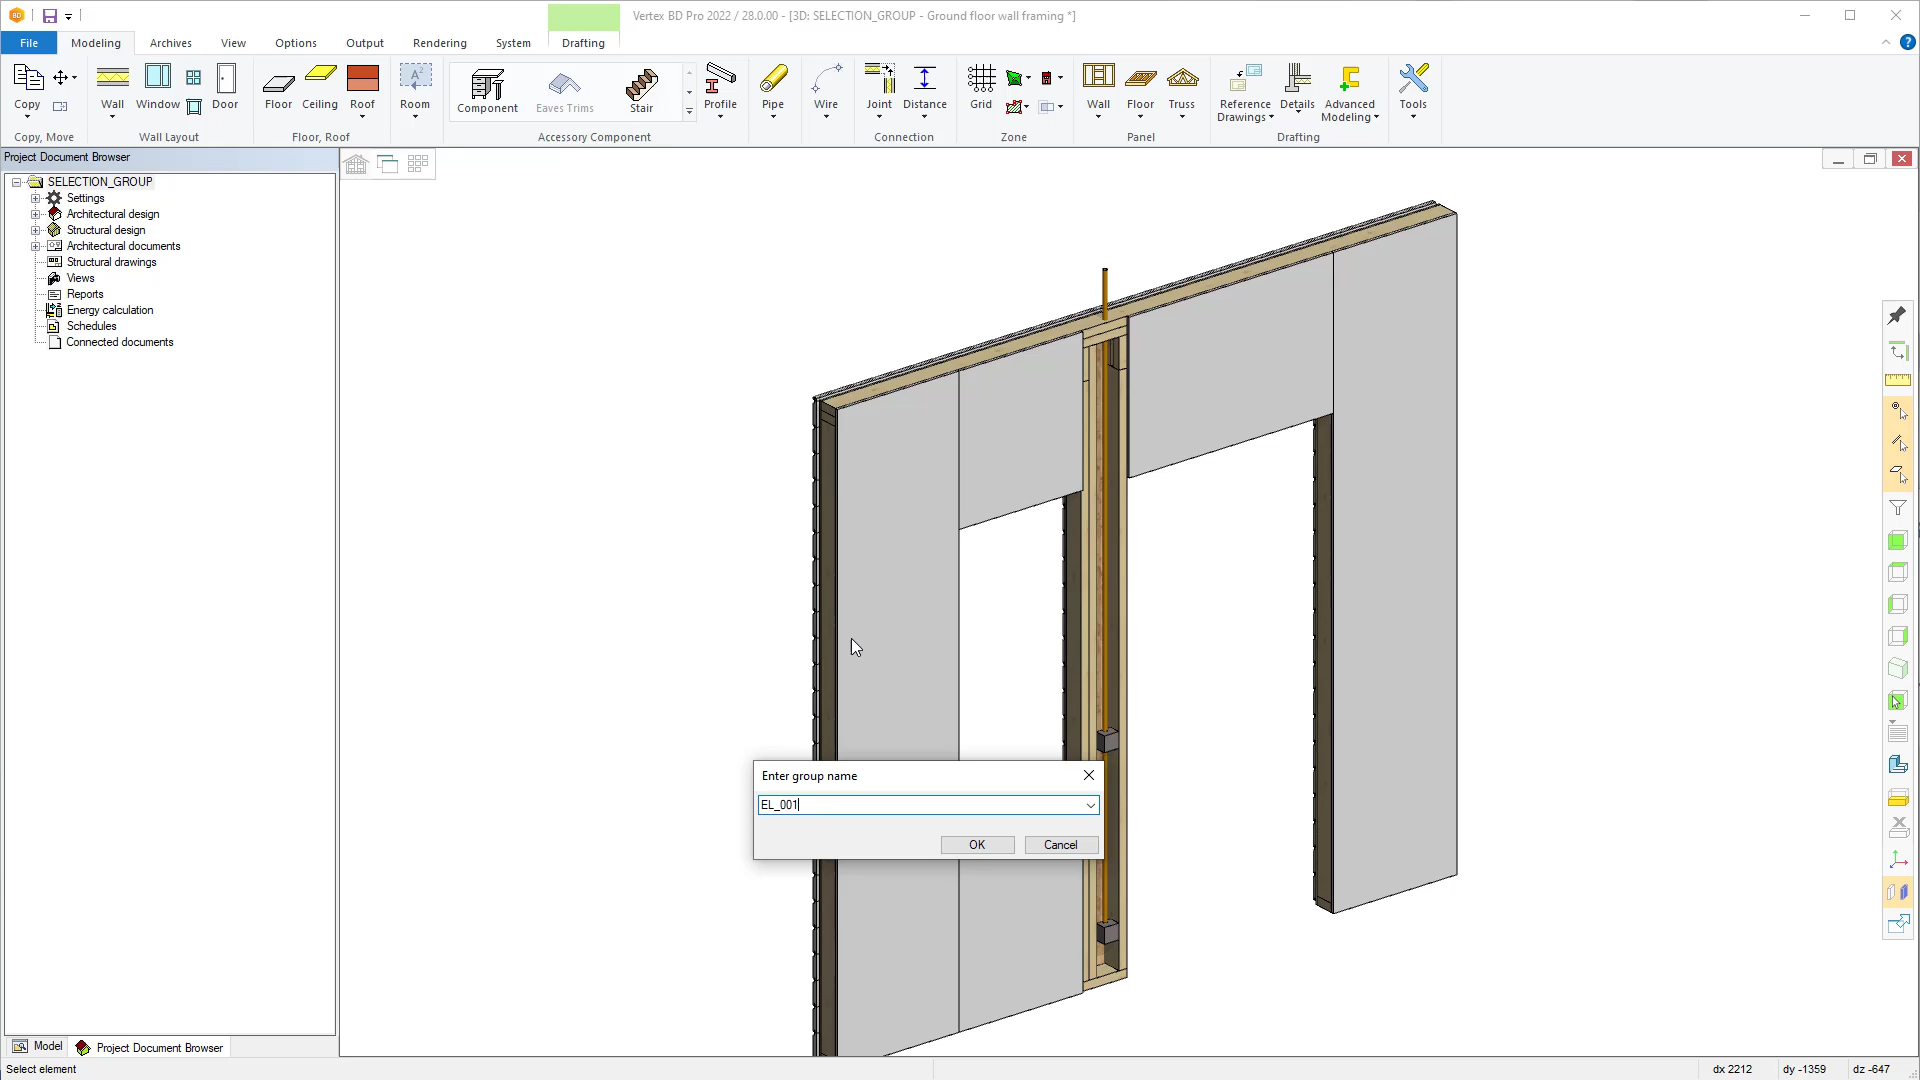 Vertex BD Pro 2022 / 28.0.00 - [3D: SELECTION_GROUP - Ground floor wall framing *]
File Modeling Archives View Options Output Rendering System Drafting
Copy Wall Window Door Floor Ceiling Roof Room Component Eaves Trims Stair Profile Pipe Wire Joint Distance Grid Wall Floor Truss Reference Drawings Details Advanced Modeling Tools
Copy, Move Wall Layout Floor, Roof Accessory Component Connection Zone Panel Drafting
Project Document Browser
SELECTION_GROUP
Settings
Architectural design
Structural design
Architectural documents
Structural drawings
Views
Reports
Energy calculation
Schedules
Connected documents
Enter group name
EL_001
OK Cancel
Model Project Document Browser
Select element dx 2212 dy -1359 dz -647